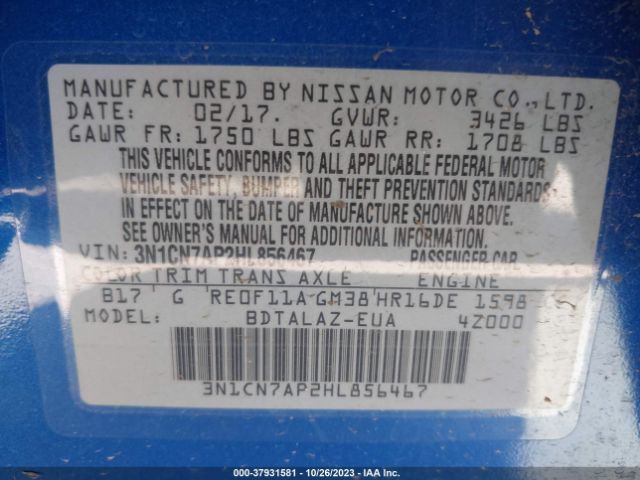 MANUFACTURED BY NISSAN MOTOR CO.,LTD.
DATE: 02/17. GVWR: 3426 LBS
GAWR FR: 1750 LBS GAWR RR: 1708 LBS
THIS VEHICLE CONFORMS TO ALL APPLICABLE FEDERAL MOTOR
VEHICLE SAFETY, BUMPER AND THEFT PREVENTION STANDARDS
IN EFFECT ON THE DATE OF MANUFACTURE SHOWN ABOVE.
SEE OWNER'S MANUAL FOR ADDITIONAL INFORMATION.
VIN: 3N1CN7AP2HL856467 PASSENGER CAR
COLOR TRIM TRANS AXLE ENGINE
B17 G RE0F11A GM38 HR16DE 1598
MODEL: BDTALAZ-EUA 4Z000
3N1CN7AP2HL856467
000-37931581 | 10/26/2023 - IAA